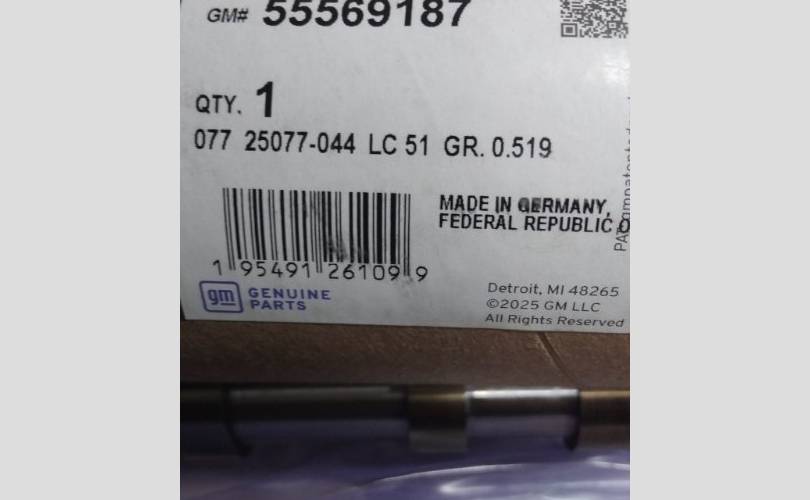 GM# 55569187
QTY. 1
077 25077-044 LC 51 GR. 0.519
MADE IN GERMANY,
FEDERAL REPUBLIC O
1 95491 26109 9
gm GENUINE
PARTS
Detroit, MI 48265
©2025 GM LLC
All Rights Reserved